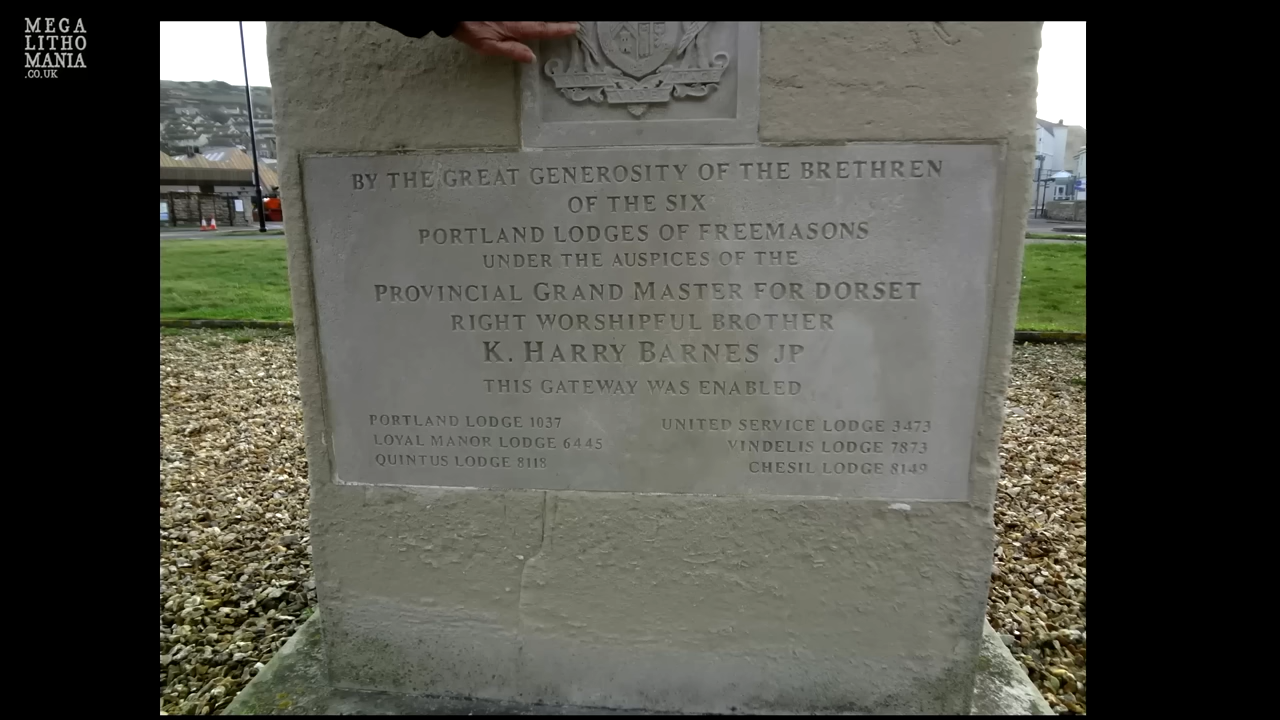 MEGA
LITHO
MANIA
.CO.UK
BY THE GREAT GENEROSITY OF THE BRETHREN
OF THE SIX
PORTLAND LODGES OF FREEMASONS
UNDER THE AUSPICES OF THE
PROVINCIAL GRAND MASTER FOR DORSET
RIGHT WORSHIPFUL BROTHER
K. HARRY BARNES JP
THIS GATEWAY WAS ENABLED
PORTLAND LODGE 1037
LOYAL MANOR LODGE 6445
QUINTUS LODGE 8118
UNITED SERVICE LODGE 3473
VINDELIS LODGE 7873
CHESIL LODGE 8149